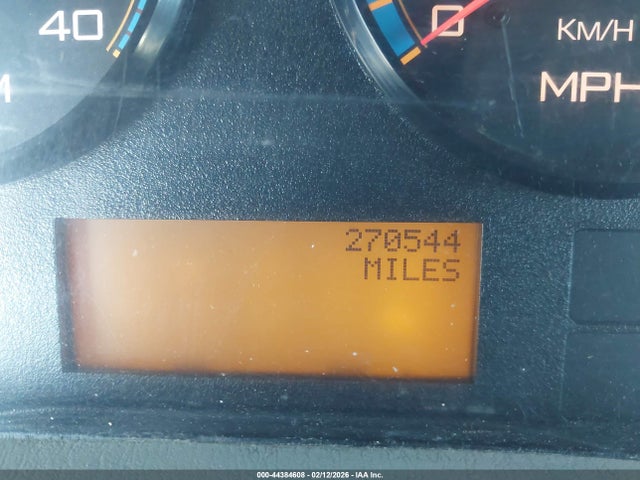 40
0
KM/H
MPH
270544
MILES
000-44384608 - 02/12/2026 - IAA Inc.